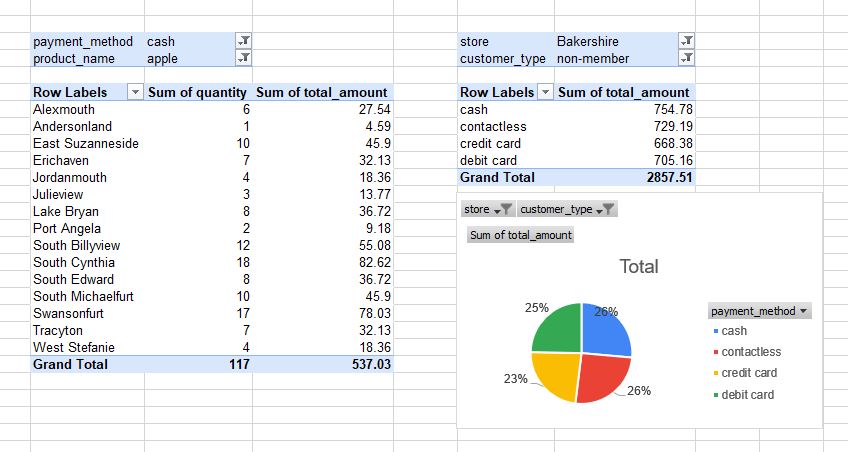 payment_method cash
product_name apple
Row Labels Sum of quantity Sum of total_amount
Alexmouth 6 27.54
Andersonland 1 4.59
East Suzanneside 10 45.9
Erichaven 7 32.13
Jordanmouth 4 18.36
Julieview 3 13.77
Lake Bryan 8 36.72
Port Angela 2 9.18
South Billyview 12 55.08
South Cynthia 18 82.62
South Edward 8 36.72
South Michaelfurt 10 45.9
Swansonfurt 17 78.03
Tracyton 7 32.13
West Stefanie 4 18.36
Grand Total 117 537.03
store Bakershire
customer_type non-member
Row Labels Sum of total_amount
cash 754.78
contactless 729.19
credit card 668.38
debit card 705.16
Grand Total 2857.51
store customer_type
Sum of total_amount
Total
25% 26%
23% 26%
payment_method
cash
contactless
credit card
debit card